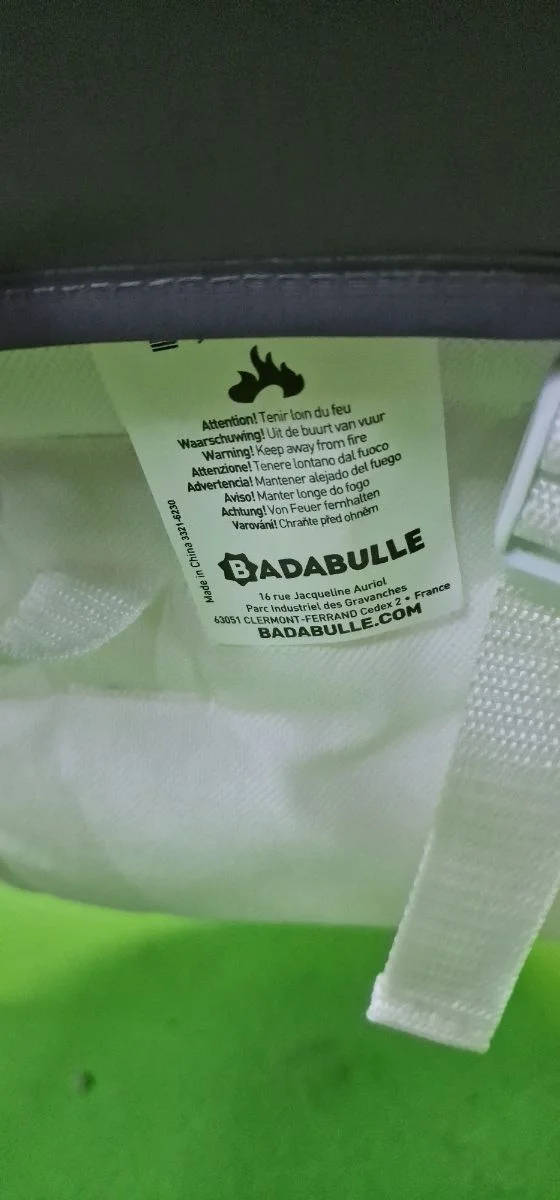 Attention! Tenir loin du feu
Waarschuwing! Uit de buurt van vuur
Warning! Keep away from fire
Attenzione! Tenere lontano dal fuoco
Advertencia! Mantener alejado del fuego
Aviso! Manter longe do fogo
Achtung! Von Feuer fernhalten
Varování! Chraňte před ohněm
Made in China 3321-6230
BADABULLE
16 rue Jacqueline Auriol
Parc Industriel des Gravanches
63051 CLERMONT-FERRAND Cedex 2 • France
BADABULLE.COM